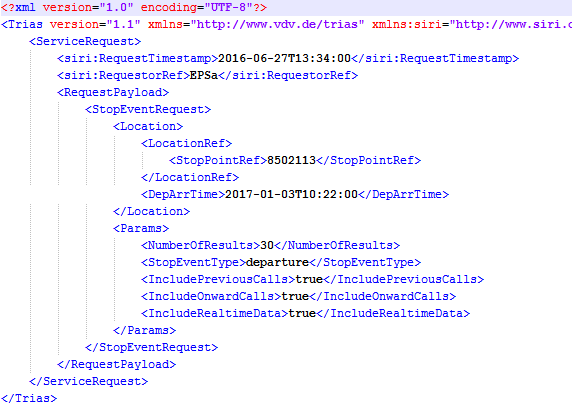 <?xml version="1.0" encoding="UTF-8"?>
<Trias version="1.1" xmlns="http://www.vdv.de/trias" xmlns:siri="http://www.siri.
<ServiceRequest>
<siri:RequestTimestamp>2016-06-27T13:34:00</siri:RequestTimestamp>
<siri:RequestorRef>EPSa</siri:RequestorRef>
<RequestPayload>
<StopEventRequest>
<Location>
<LocationRef>
<StopPointRef>8502113</StopPointRef>
</LocationRef>
<DepArrTime>2017-01-03T10:22:00</DepArrTime>
</Location>
<Params>
<NumberOfResults>30</NumberOfResults>
<StopEventType>departure</StopEventType>
<IncludePreviousCalls>true</IncludePreviousCalls>
<IncludeOnwardCalls>true</IncludeOnwardCalls>
<IncludeRealtimeData>true</IncludeRealtimeData>
</Params>
</StopEventRequest>
</RequestPayload>
</ServiceRequest>
</Trias>